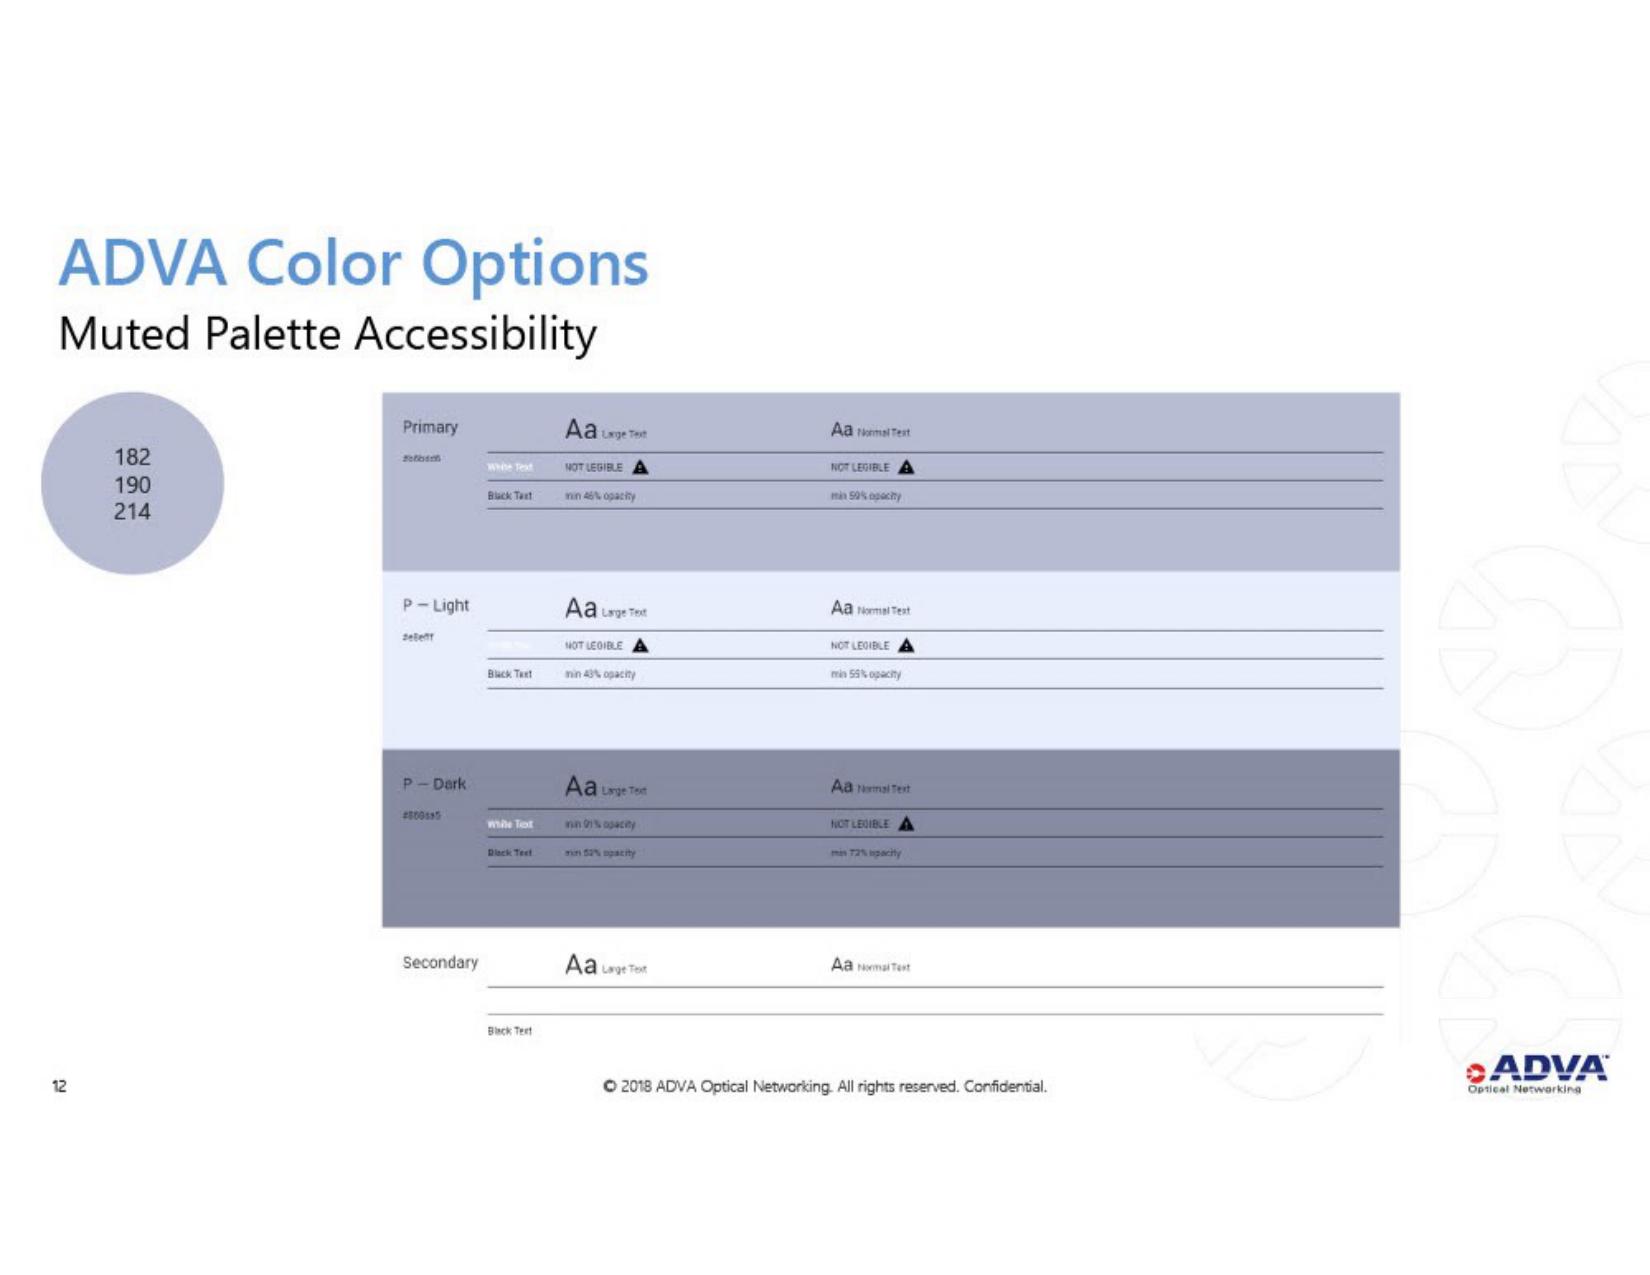 ADVA Color Options
Muted Palette Accessibility
182
190
214
Primary Aa Large Text Aa Normal Text
#b6bed6
White Text NOT LEGIBLE NOT LEGIBLE
Black Text min 46% opacity min 59% opacity
P – Light Aa Large Text Aa Normal Text
#e8efff
NOT LEGIBLE NOT LEGIBLE
Black Text min 43% opacity min 55% opacity
P – Dark Aa Large Text Aa Normal Text
White Text min 91% opacity NOT LEGIBLE
Black Text min 53% opacity min 73% opacity
Secondary Aa Large Text Aa Normal Text
Black Text
12
© 2018 ADVA Optical Networking. All rights reserved. Confidential.
ADVA™
Optical Networking